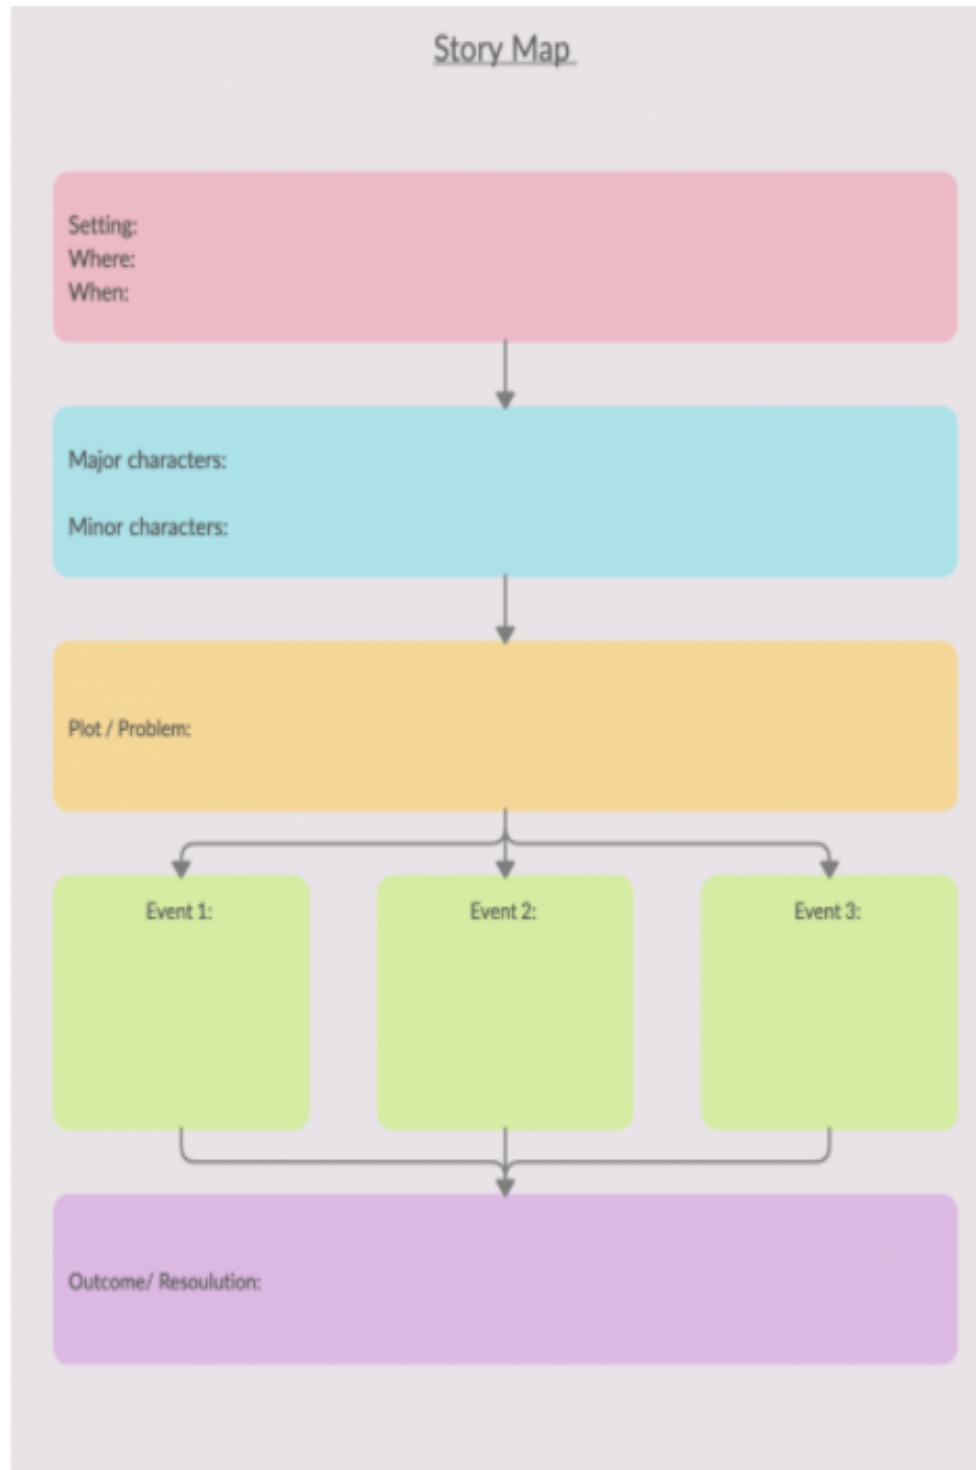 Story Map
Setting:
Where:
When:
Major characters:
Minor characters:
Plot / Problem:
Event 1:
Event 2:
Event 3:
Outcome/ Resoulution: